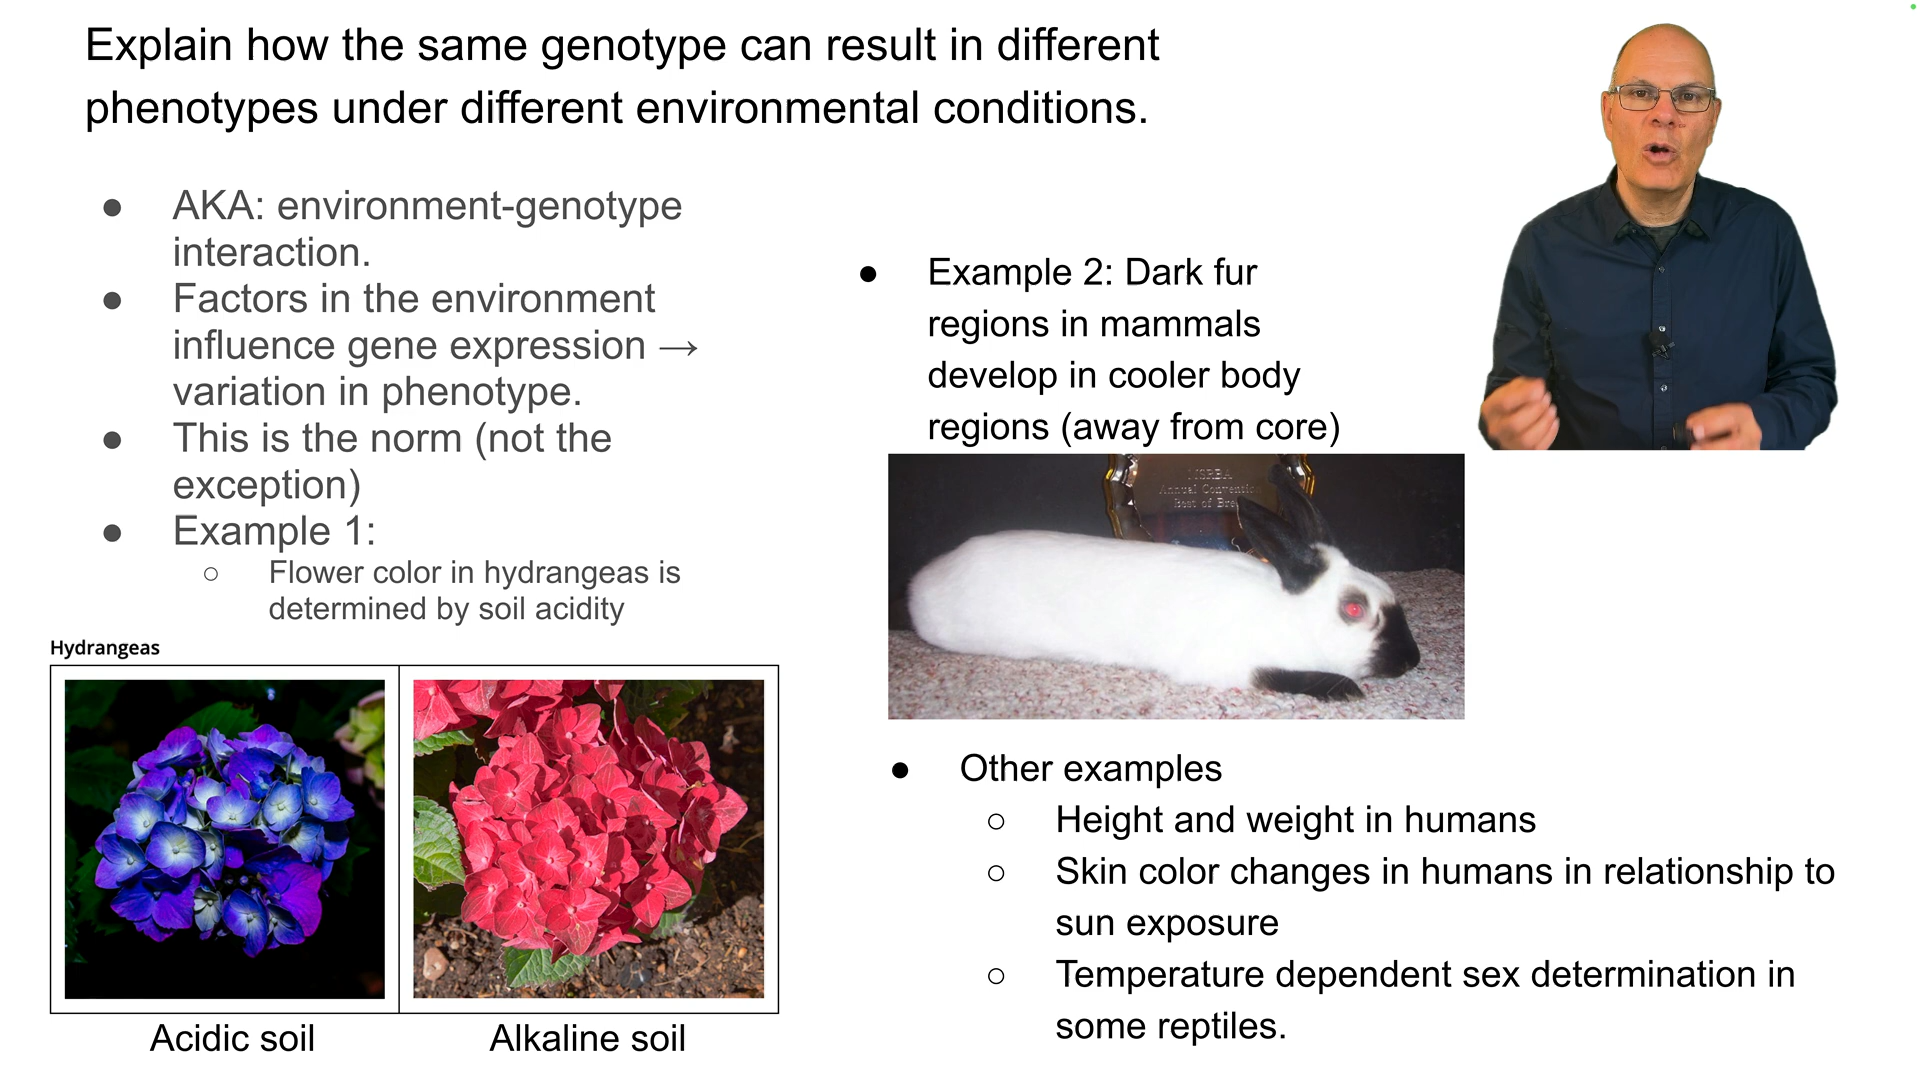 Explain how the same genotype can result in different
phenotypes under different environmental conditions.
● AKA: environment-genotype
interaction.
● Factors in the environment
influence gene expression →
variation in phenotype.
● This is the norm (not the
exception)
● Example 1:
○ Flower color in hydrangeas is
determined by soil acidity
Hydrangeas
Acidic soil
Alkaline soil
● Example 2: Dark fur
regions in mammals
develop in cooler body
regions (away from core)
Annual Convention
Best of
● Other examples
○ Height and weight in humans
○ Skin color changes in humans in relationship to
sun exposure
○ Temperature dependent sex determination in
some reptiles.